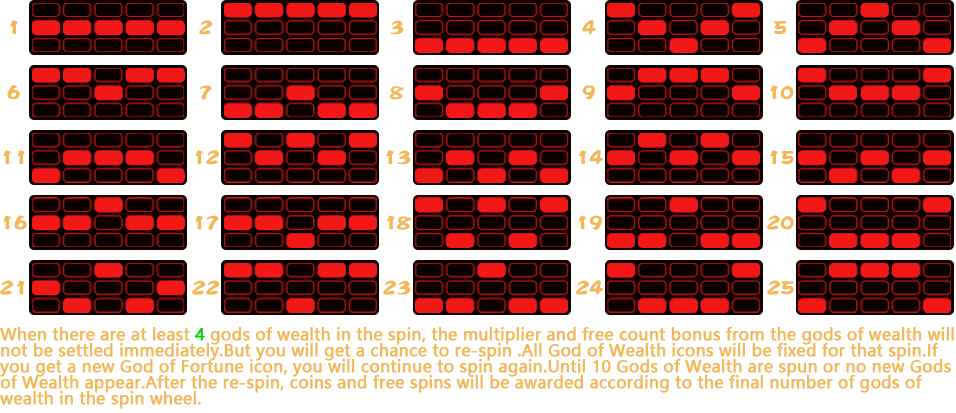 1 2 3 4 5
6 7 8 9 10
11 12 13 14 15
16 17 18 19 20
21 22 23 24 25
When there are at least 4 gods of wealth in the spin, the multiplier and free count bonus from the gods of wealth will
not be settled immediately.But you will get a chance to re-spin .All God of Wealth icons will be fixed for that spin.If
you get a new God of Fortune icon, you will continue to spin again.Until 10 Gods of Wealth are spun or no new Gods
of Wealth appear.After the re-spin, coins and free spins will be awarded according to the final number of gods of
wealth in the spin wheel.